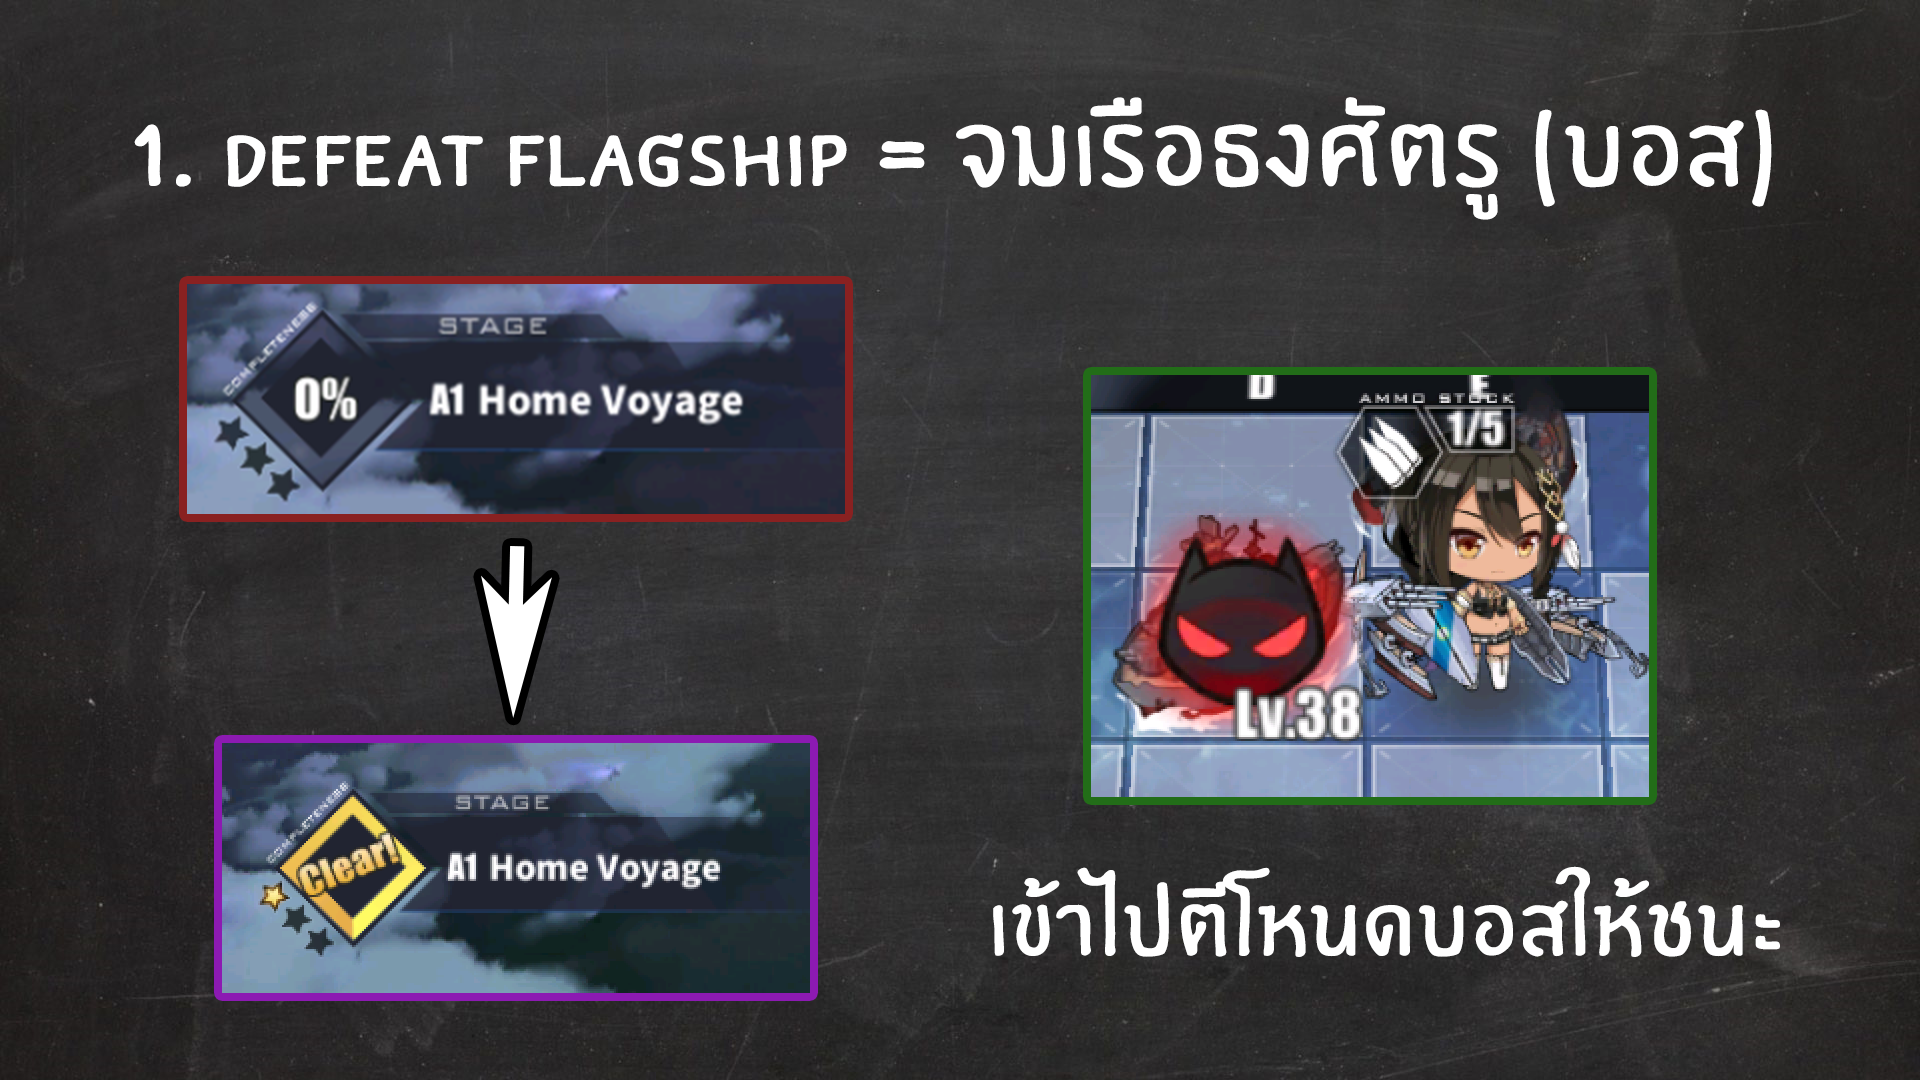 1. DEFEAT FLAGSHIP = จมเรือธงศัตรู (บอส)
COMPLETENESS
STAGE
0%
A1 Home Voyage
D
E
AMMO STOCK
1/5
Lv.38
COMPLETENESS
STAGE
Clear!
A1 Home Voyage
เข้าไปตีโหนดบอสให้ชนะ